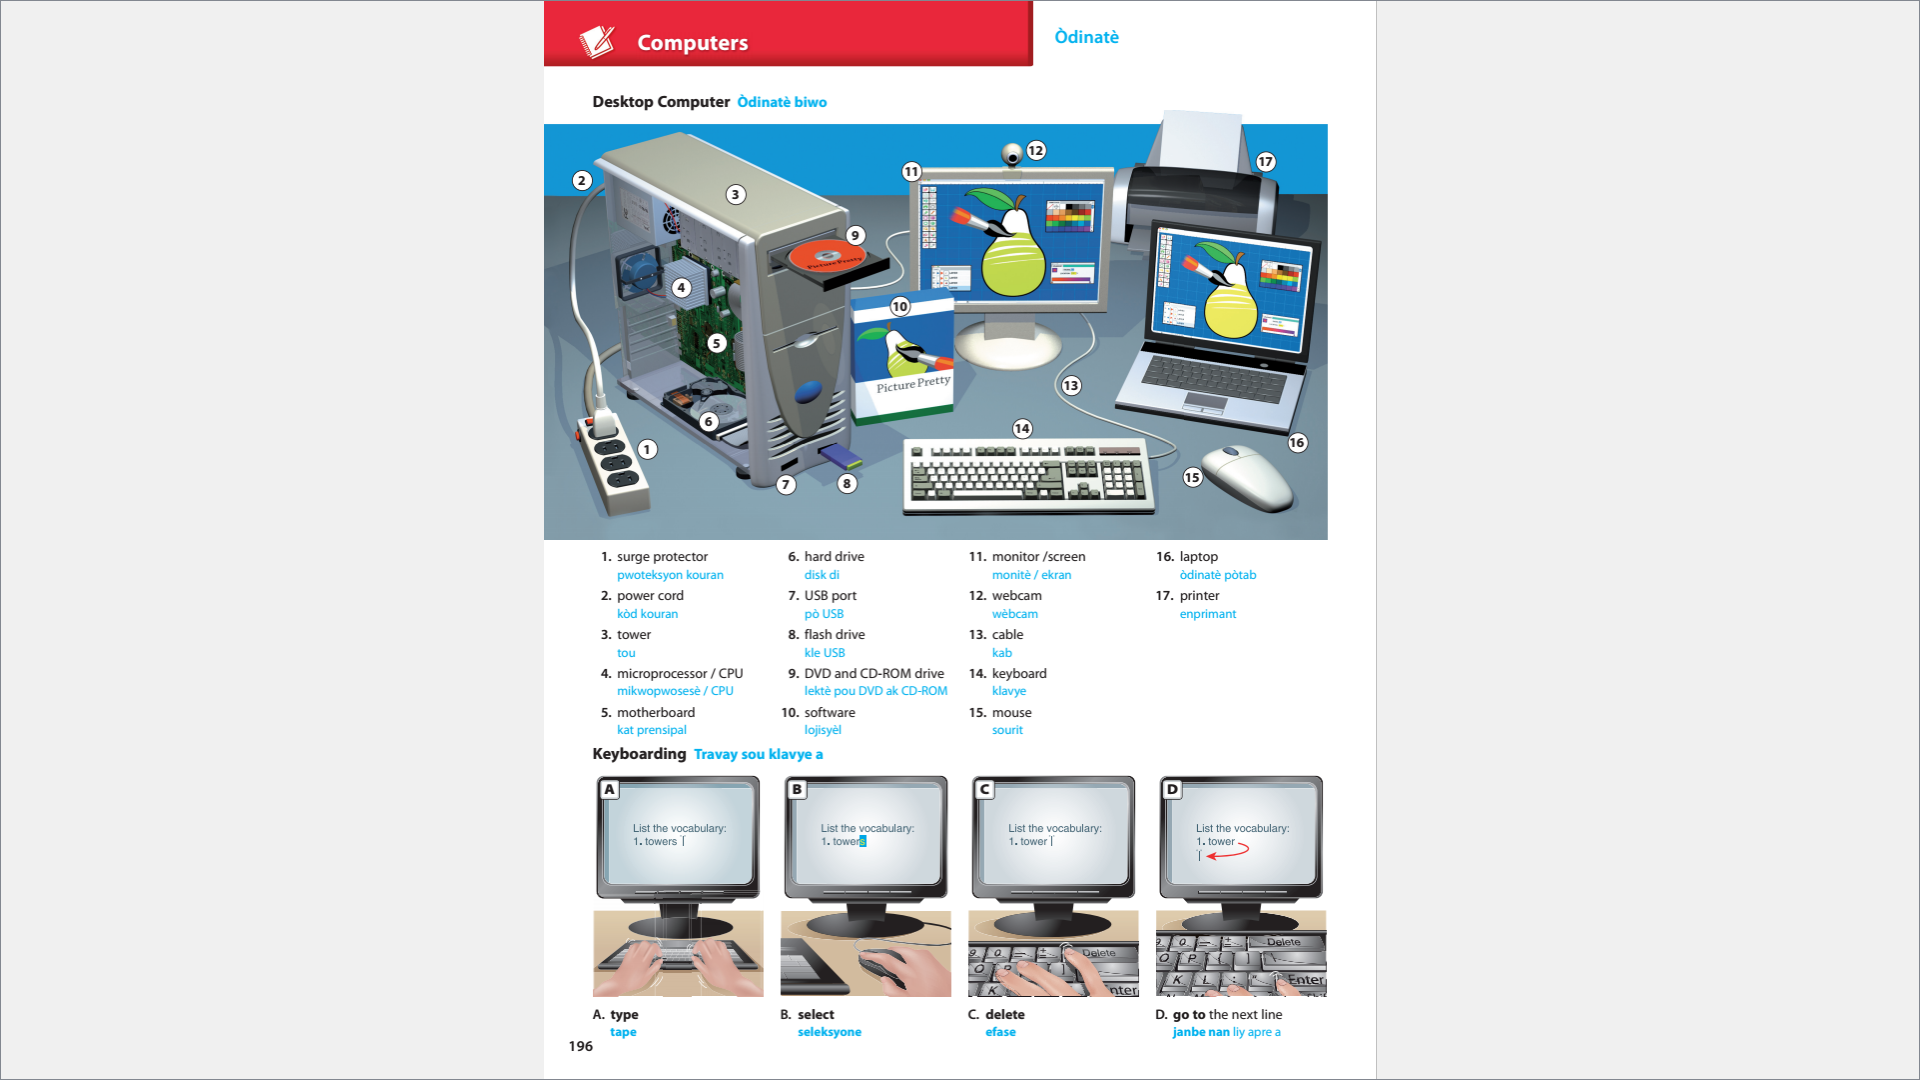 Computers
Òdinatè
Desktop Computer Òdinatè biwo
1
2
3
4
5
6
7
8
9
10
11
12
13
14
15
16
17
Picture Pretty
Picture Pretty
1. surge protector
pwoteksyon kouran
2. power cord
kòd kouran
3. tower
tou
4. microprocessor / CPU
mikwopwosesè / CPU
5. motherboard
kat prensipal
6. hard drive
disk di
7. USB port
pò USB
8. flash drive
kle USB
9. DVD and CD-ROM drive
lektè pou DVD ak CD-ROM
10. software
lojisyèl
11. monitor /screen
monitè / ekran
12. webcam
wèbcam
13. cable
kab
14. keyboard
klavye
15. mouse
sourit
16. laptop
òdinatè pòtab
17. printer
enprimant
Keyboarding Travay sou klavye a
A
List the vocabulary:
1. towers
B
List the vocabulary:
1. towers
C
List the vocabulary:
1. tower
D
List the vocabulary:
1. tower
Delete
Enter
Delete
Enter
A. type
tape
B. select
seleksyone
C. delete
efase
D. go to the next line
janbe nan liy apre a
196